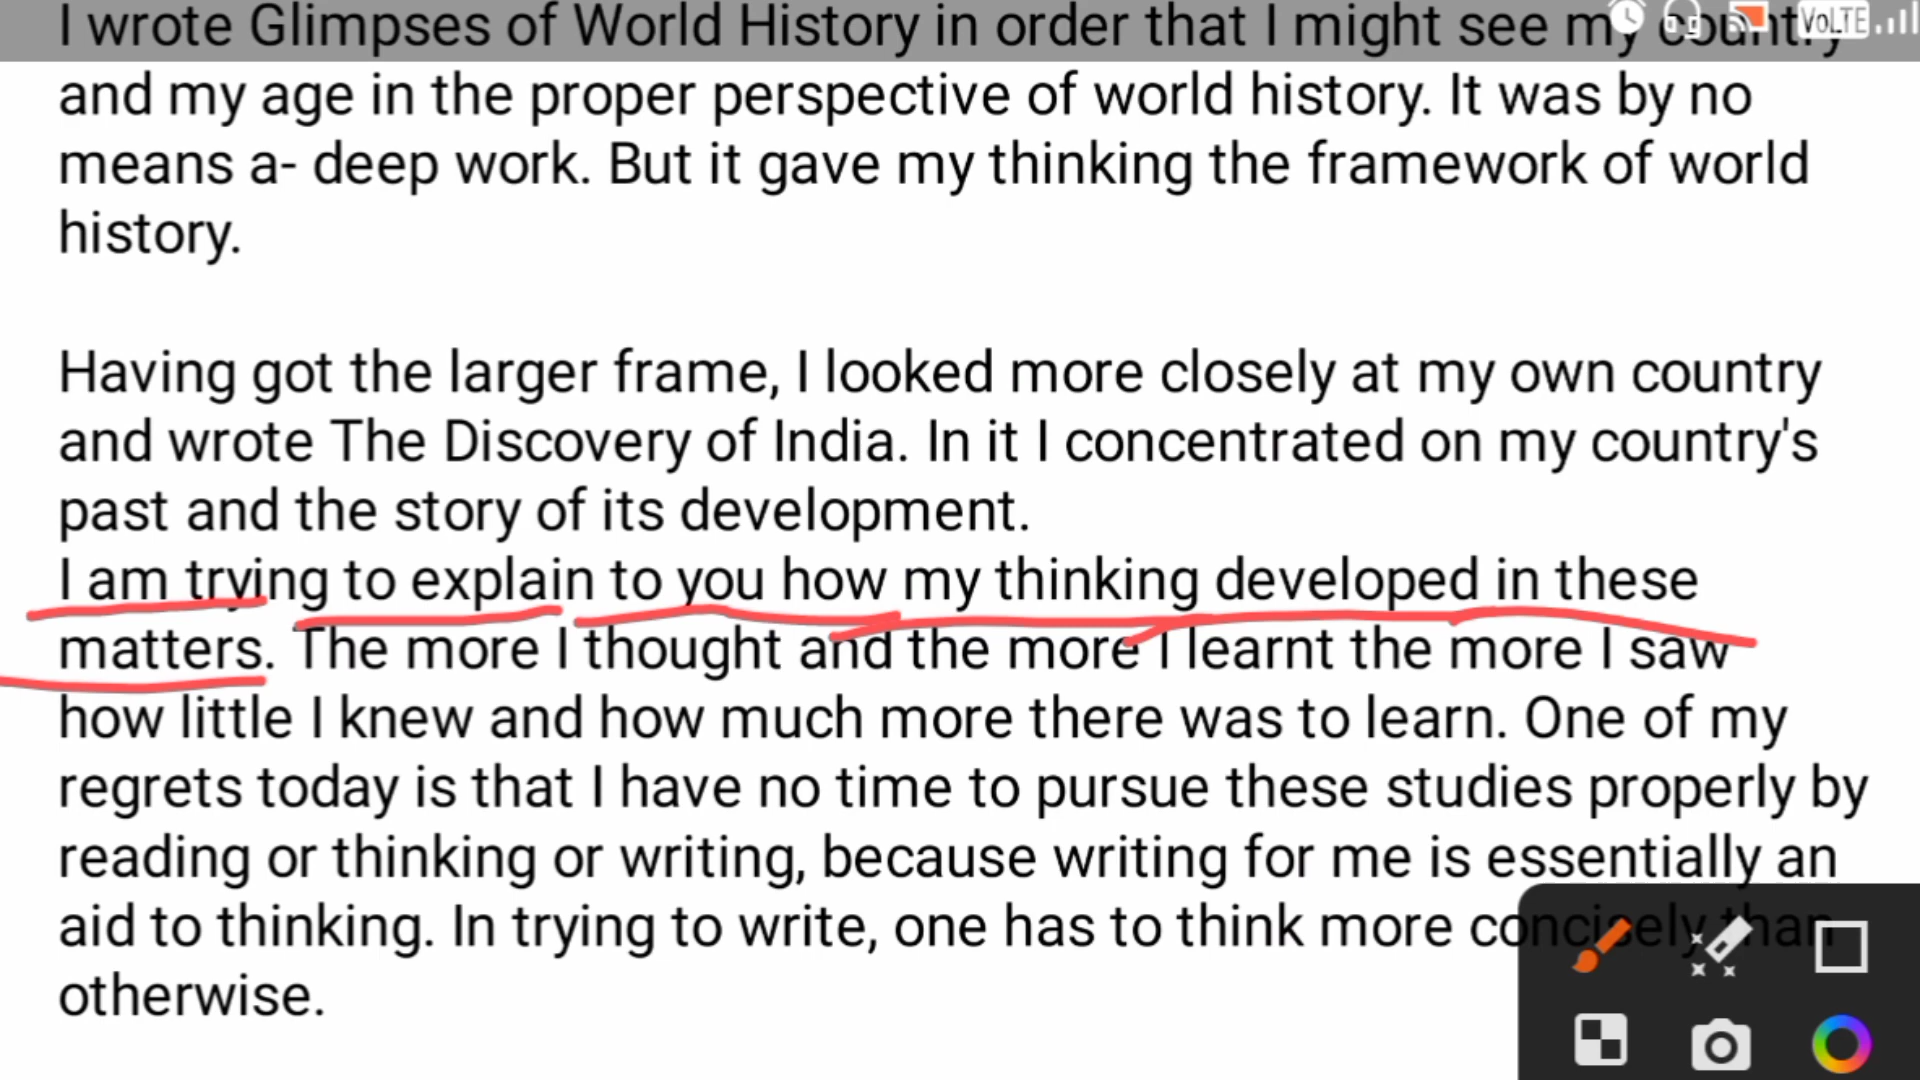 I wrote Glimpses of World History in order that I might see my country
and my age in the proper perspective of world history. It was by no
means a- deep work. But it gave my thinking the framework of world
history.
Having got the larger frame, I looked more closely at my own country
and wrote The Discovery of India. In it I concentrated on my country's
past and the story of its development.
I am trying to explain to you how my thinking developed in these
matters. The more I thought and the more I learnt the more I saw
how little I knew and how much more there was to learn. One of my
regrets today is that I have no time to pursue these studies properly by
reading or thinking or writing, because writing for me is essentially an
aid to thinking. In trying to write, one has to think more concisely than
otherwise.
VoLTE